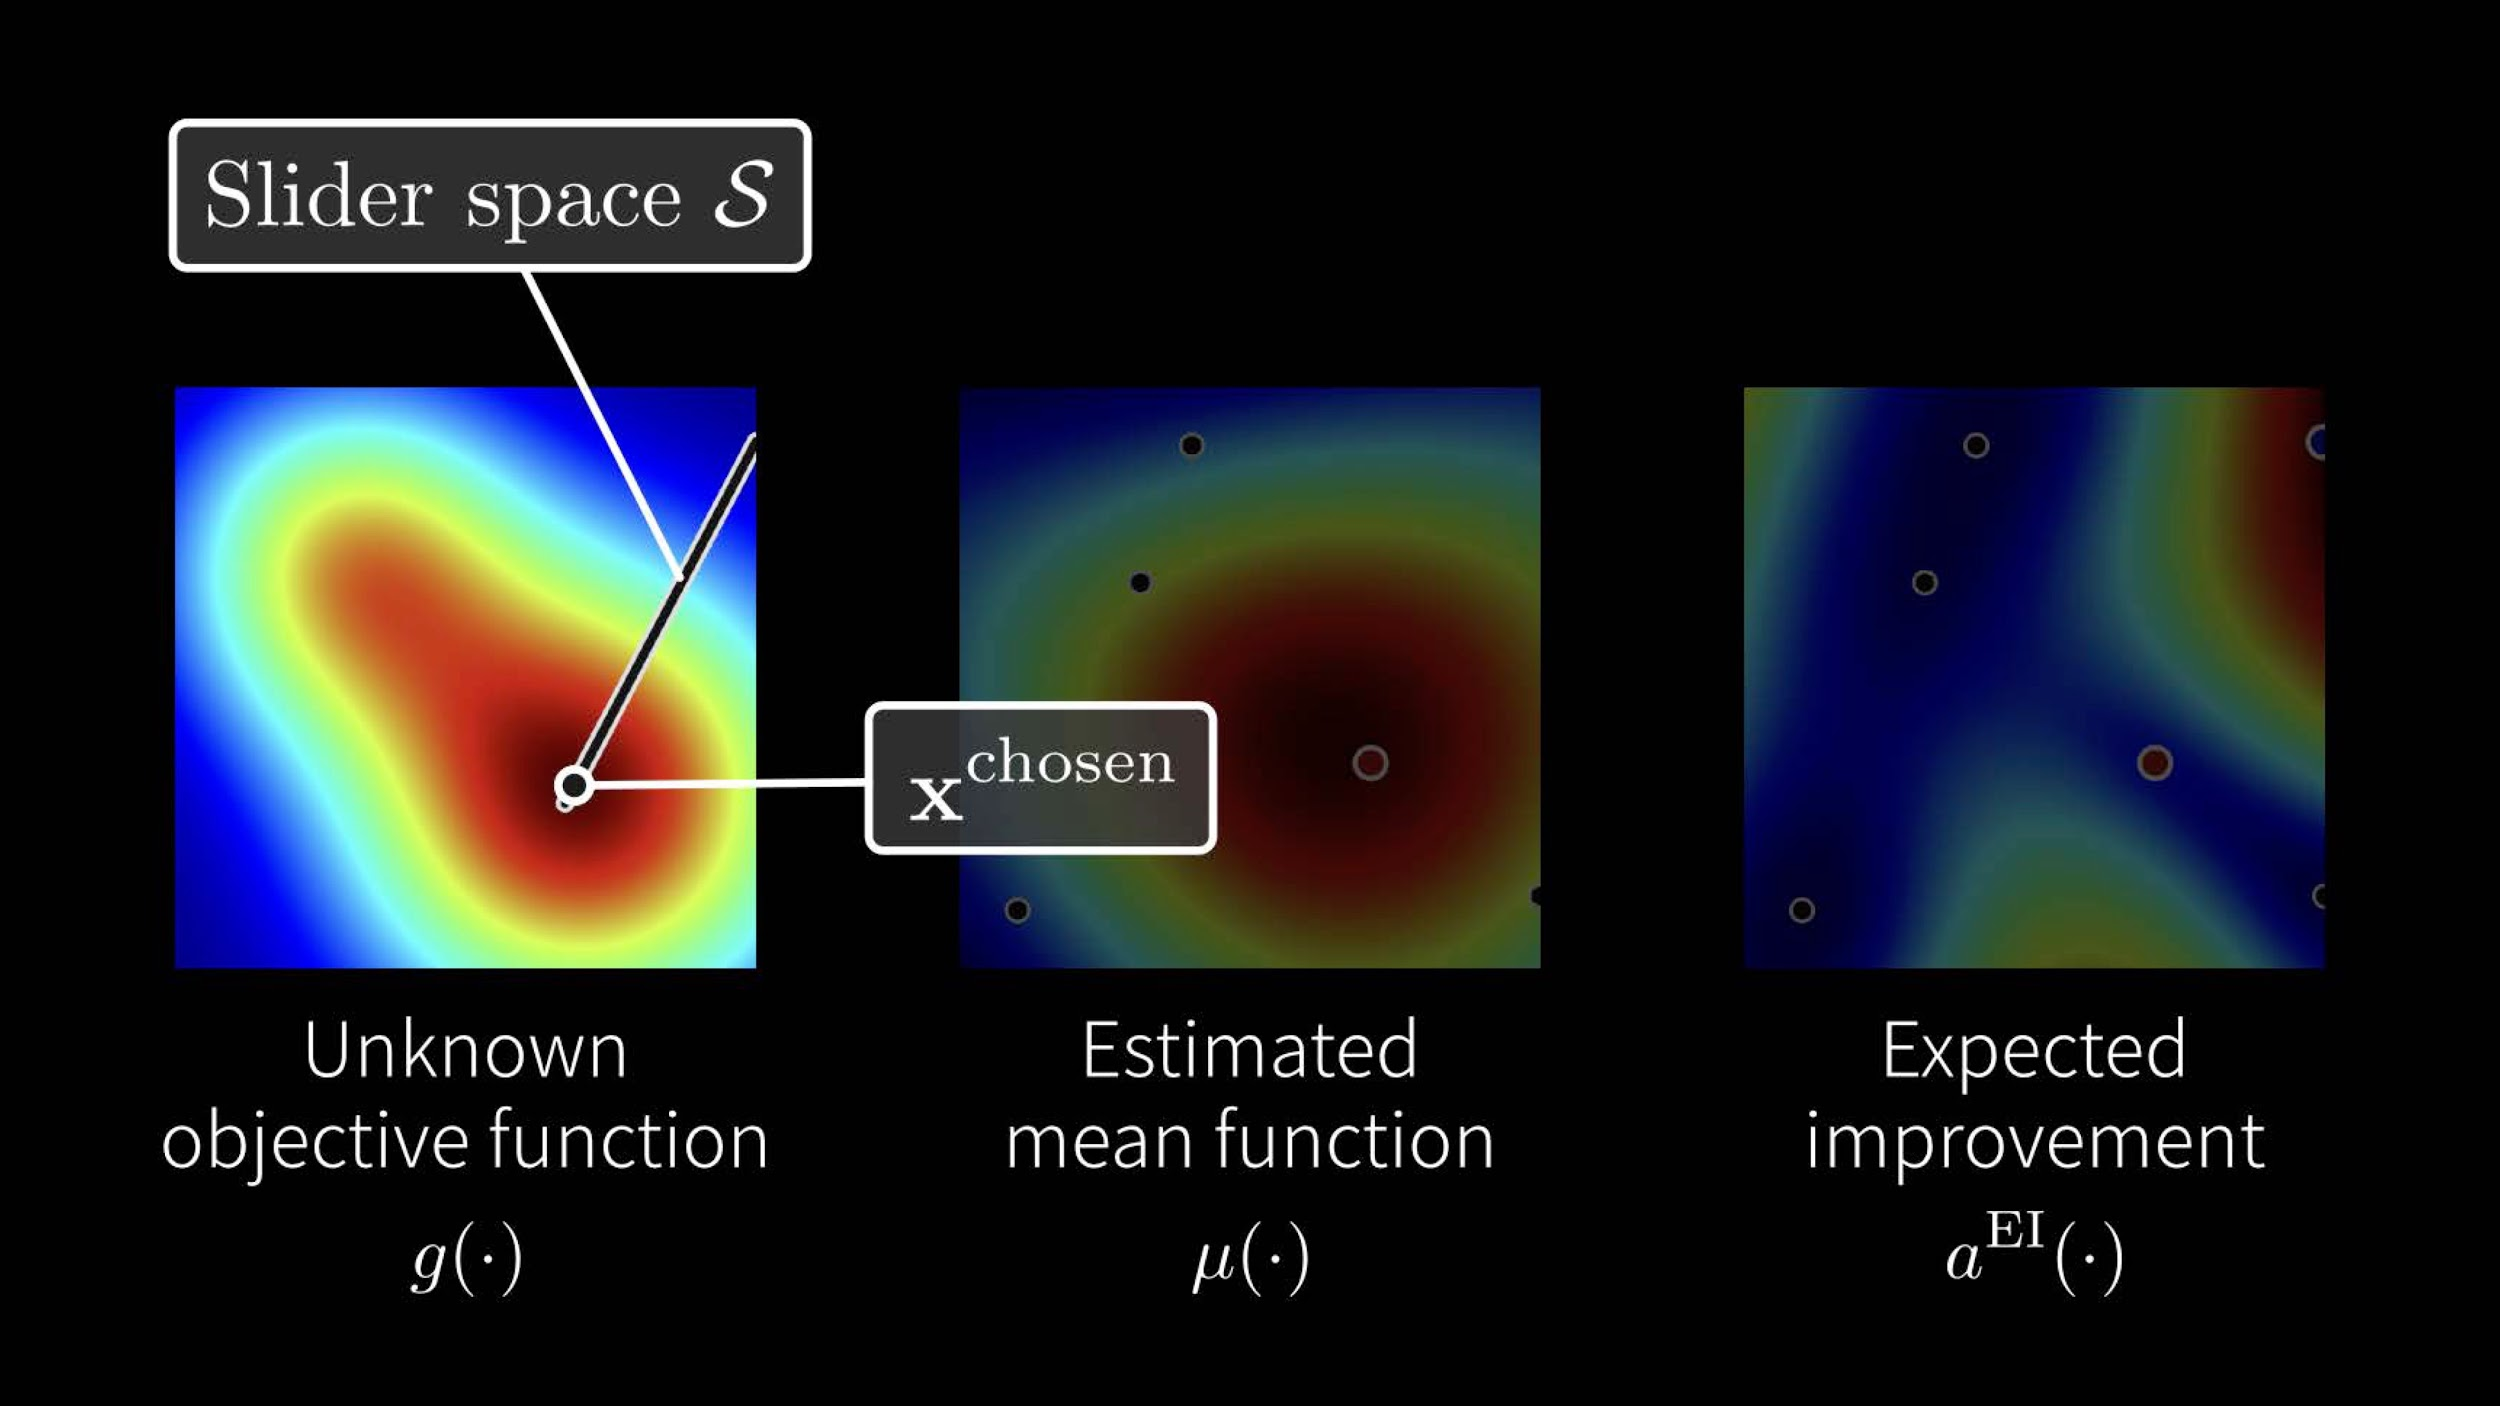 Slider space 𝒮
x^chosen
Unknown
objective function
g(·)
Estimated
mean function
μ(·)
Expected
improvement
a^EI(·)